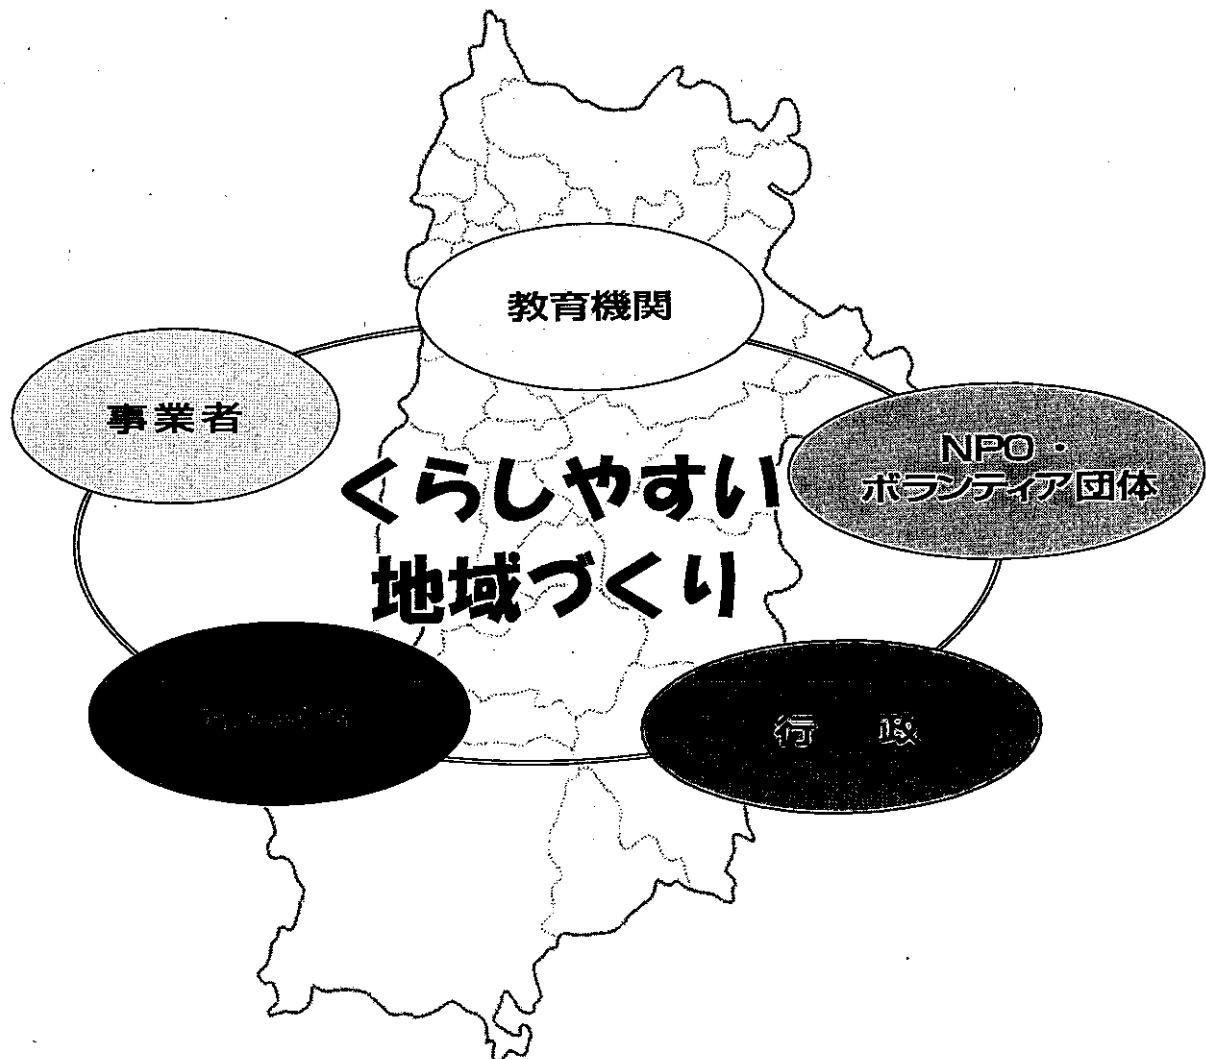 教育機関
事業者
NPO・
ボランティア団体
くらしやすい
地域づくり
行 政